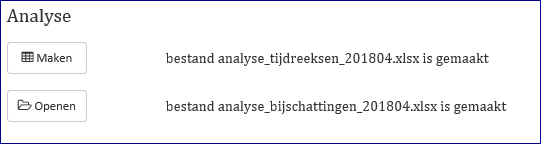 Analyse
Maken bestand analyse_tijdreeksen_201804.xlsx is gemaakt
Openen bestand analyse_bijschattingen_201804.xlsx is gemaakt